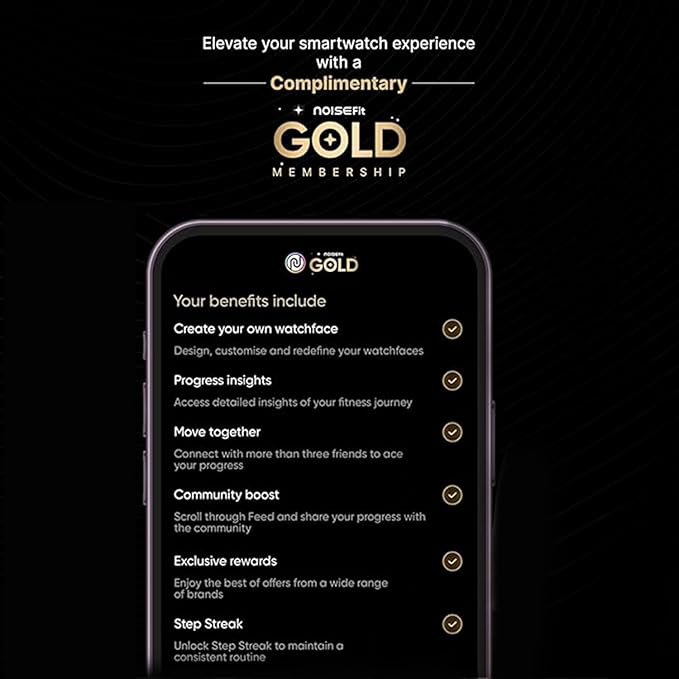 Elevate your smartwatch experience
with a
Complimentary
NOISEFit
GOLD
MEMBERSHIP
NOISEFit
GOLD
Your benefits include
Create your own watchface
Design, customise and redefine your watchfaces
Progress insights
Access detailed insights of your fitness journey
Move together
Connect with more than three friends to ace
your progress
Community boost
Scroll through Feed and share your progress with
the community
Exclusive rewards
Enjoy the best of offers from a wide range
of brands
Step Streak
Unlock Step Streak to maintain a
consistent routine